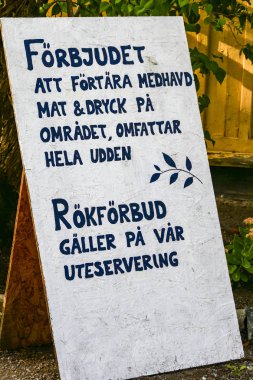 FÖRBJUDET
ATT FÖRTÄRA MEDHAVD
MAT & DRYCK PÅ
OMRÅDET, OMFATTAR
HELA UDDEN
RÖKFÖRBUD
GÄLLER PÅ VÅR
UTESERVERING